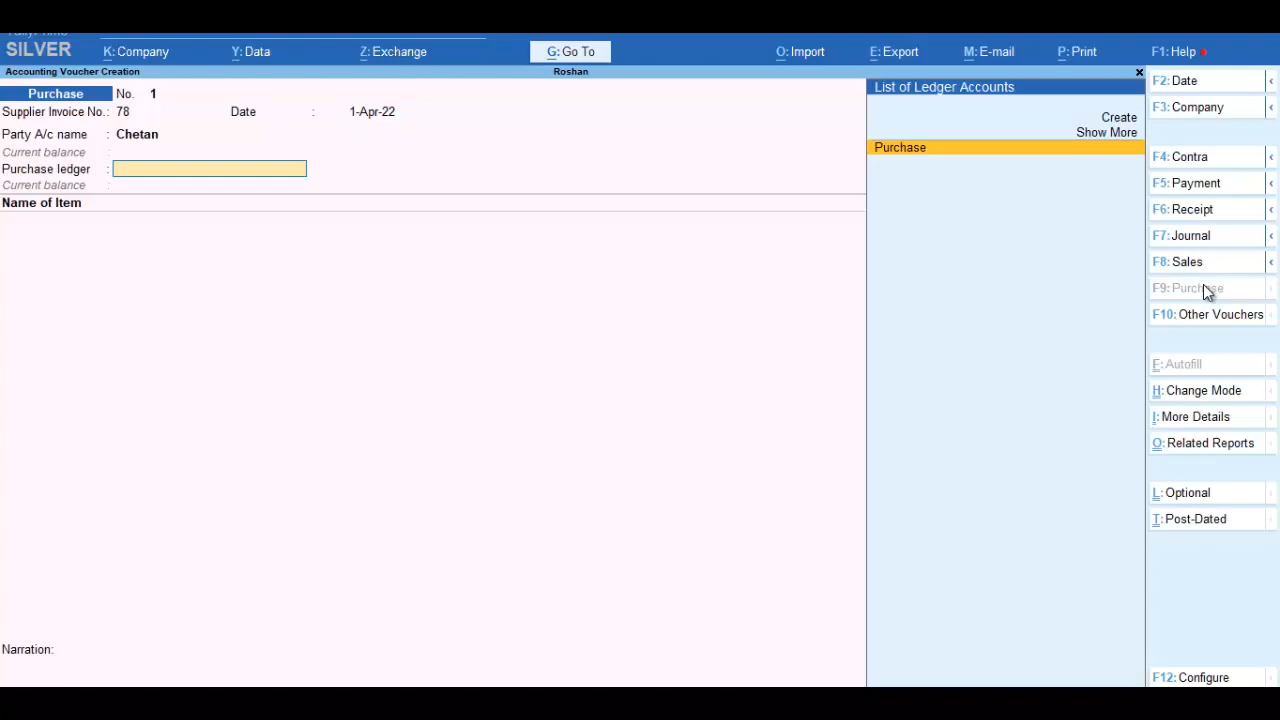 SILVER
K: Company
Y: Data
Z: Exchange
G: Go To
O: Import
E: Export
M: E-mail
P: Print
F1: Help
Accounting Voucher Creation
Roshan
×
Purchase No. 1
Supplier Invoice No.: 78 Date : 1-Apr-22
Party A/c name : Chetan
Current balance :
Purchase ledger :
Current balance :
Name of Item
Narration:
List of Ledger Accounts
Create
Show More
Purchase
F2: Date
F3: Company
F4: Contra
F5: Payment
F6: Receipt
F7: Journal
F8: Sales
F9: Purchase
F10: Other Vouchers
F: Autofill
H: Change Mode
I: More Details
O: Related Reports
L: Optional
T: Post-Dated
F12: Configure